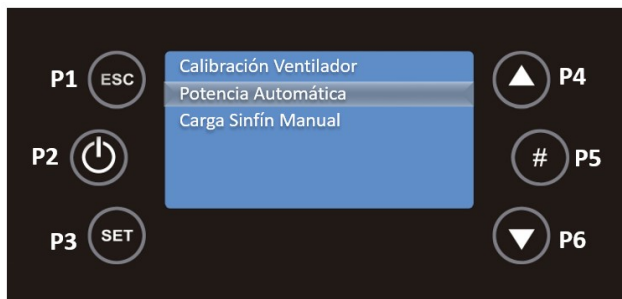 P1 ESC
Calibración Ventilador
P4
Potencia Automática
Carga Sinfín Manual
P2
# P5
P3 SET
P6